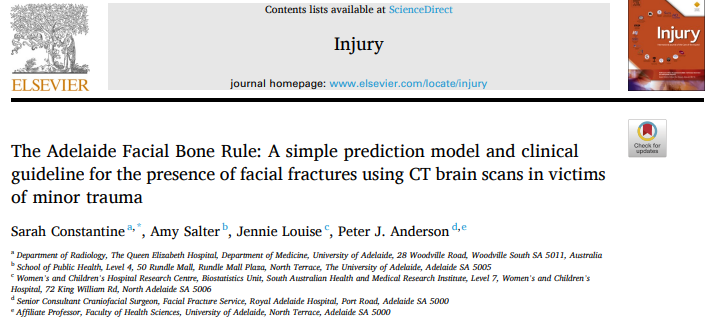 Contents lists available at ScienceDirect
Injury
journal homepage: www.elsevier.com/locate/injury
ELSEVIER
Injury
Check for updates
The Adelaide Facial Bone Rule: A simple prediction model and clinical
guideline for the presence of facial fractures using CT brain scans in victims
of minor trauma
Sarah Constantine a,*, Amy Salter b, Jennie Louise c, Peter J. Anderson d,e
a Department of Radiology, The Queen Elizabeth Hospital, Department of Medicine, University of Adelaide, 28 Woodville Road, Woodville South SA 5011, Australia
b School of Public Health, Level 4, 50 Rundle Mall, Rundle Mall Plaza, North Terrace, The University of Adelaide, Adelaide SA 5005
c Women's and Children's Hospital Research Centre, Biostatistics Unit, South Australian Health and Medical Research Institute, Level 7, Women's and Children's
Hospital, 72 King William Rd, North Adelaide SA 5006
d Senior Consultant Craniofacial Surgeon, Facial Fracture Service, Royal Adelaide Hospital, Port Road, Adelaide SA 5000
e Affiliate Professor, Faculty of Health Sciences, University of Adelaide, North Terrace, Adelaide SA 5000